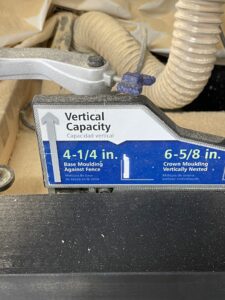 Vertical
Capacity
Capacidad vertical
4-1/4 in.
Base Moulding
Against Fence
6-5/8 in.
Crown Moulding
Vertically Nested